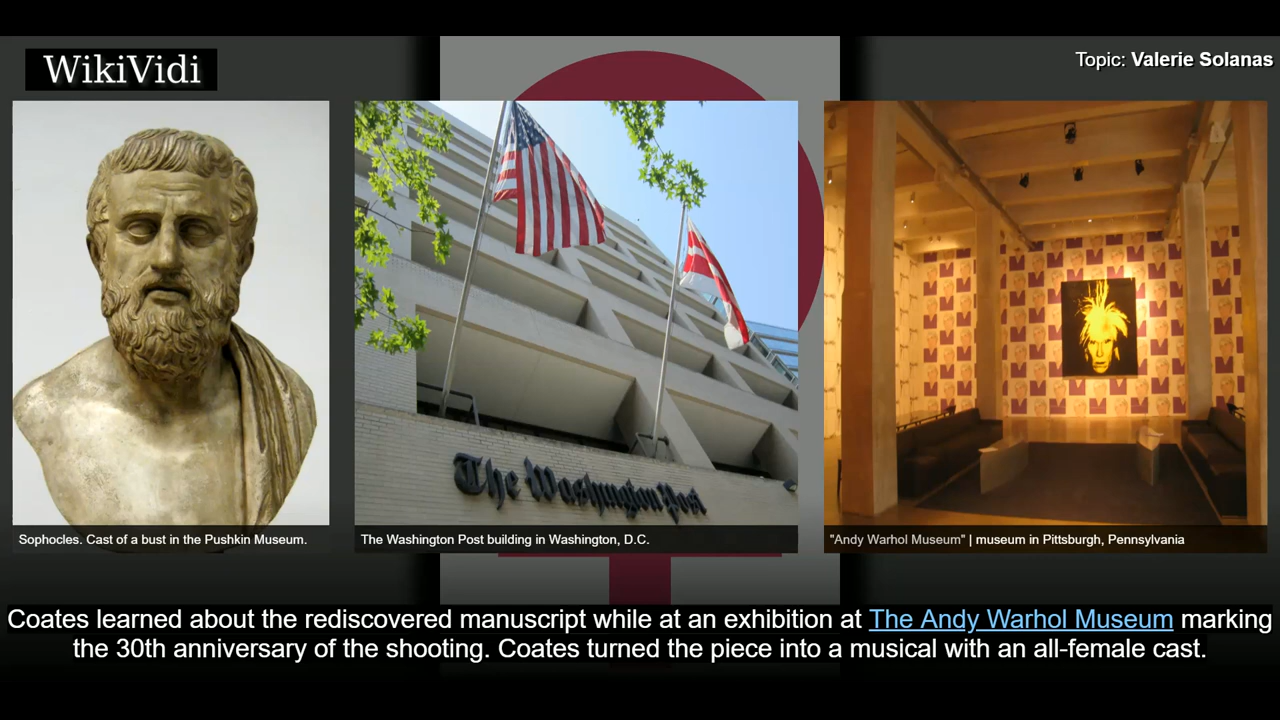 WikiVidi
Topic: Valerie Solanas
The Washington Post
Sophocles. Cast of a bust in the Pushkin Museum.
The Washington Post building in Washington, D.C.
"Andy Warhol Museum" | museum in Pittsburgh, Pennsylvania
Coates learned about the rediscovered manuscript while at an exhibition at The Andy Warhol Museum marking
the 30th anniversary of the shooting. Coates turned the piece into a musical with an all-female cast.